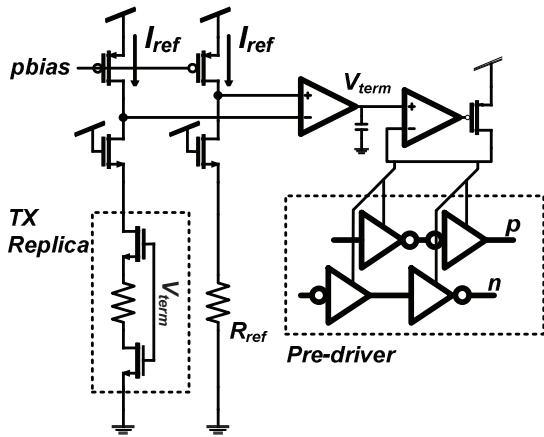 I_ref
I_ref
pbias
V_term
+
−
+
−
TX
Replica
V_term
R_ref
p
n
Pre-driver